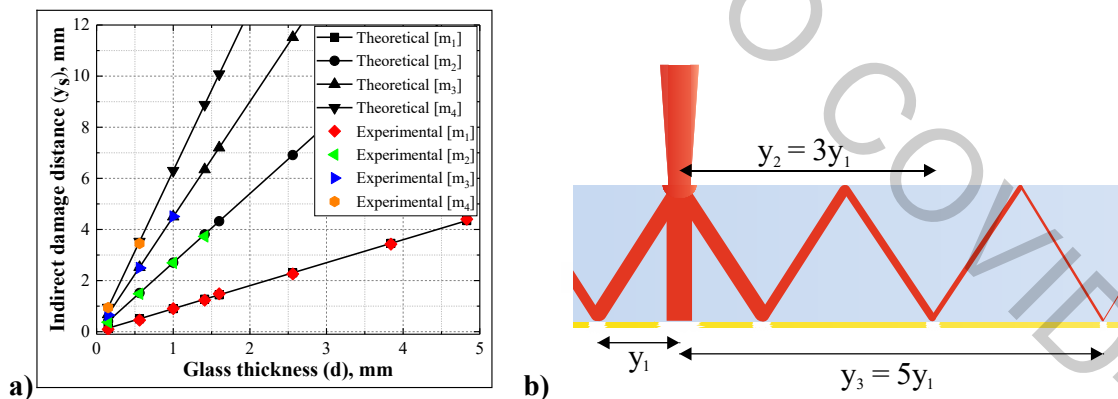 12
10
8
6
4
2
0
0
1
2
3
4
5
Indirect damage distance (yₛ), mm
Glass thickness (d), mm
Theoretical [m₁]
Theoretical [m₂]
Theoretical [m₃]
Theoretical [m₄]
Experimental [m₁]
Experimental [m₂]
Experimental [m₃]
Experimental [m₄]
a)
y₂ = 3y₁
y₁
y₃ = 5y₁
b)
O COVID